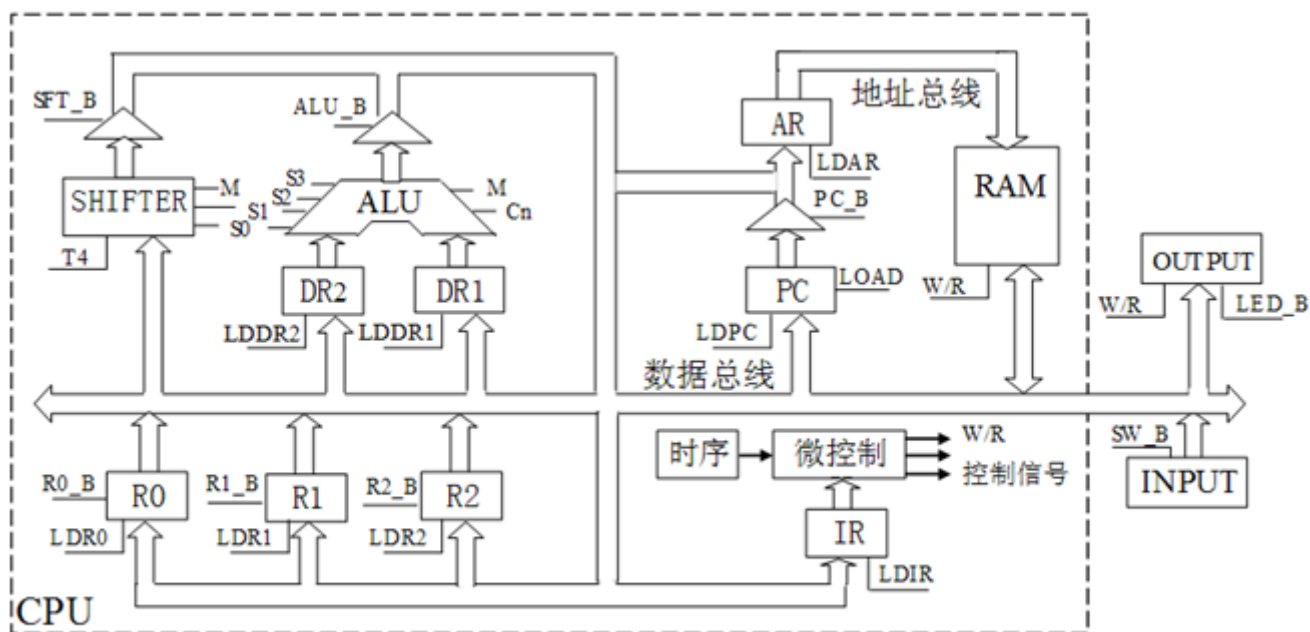 SFT_B
ALU_B
地址总线
AR
LDAR
RAM
SHIFTER
M
S0
T4
S3
S2
S1
ALU
M
Cn
PC_B
DR2
DR1
PC
LOAD
W/R
OUTPUT
W/R
LED_B
LDDR2
LDDR1
LDPC
数据总线
时序
微控制
W/R
控制信号
SW_B
INPUT
R0_B
R0
R1_B
R1
R2_B
R2
LDR0
LDR1
LDR2
IR
LDIR
CPU